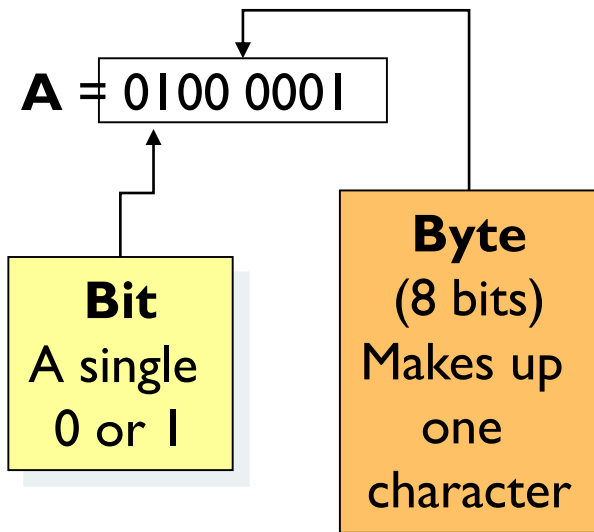 A = 0100 0001
Bit
A single
0 or 1
Byte
(8 bits)
Makes up
one
character